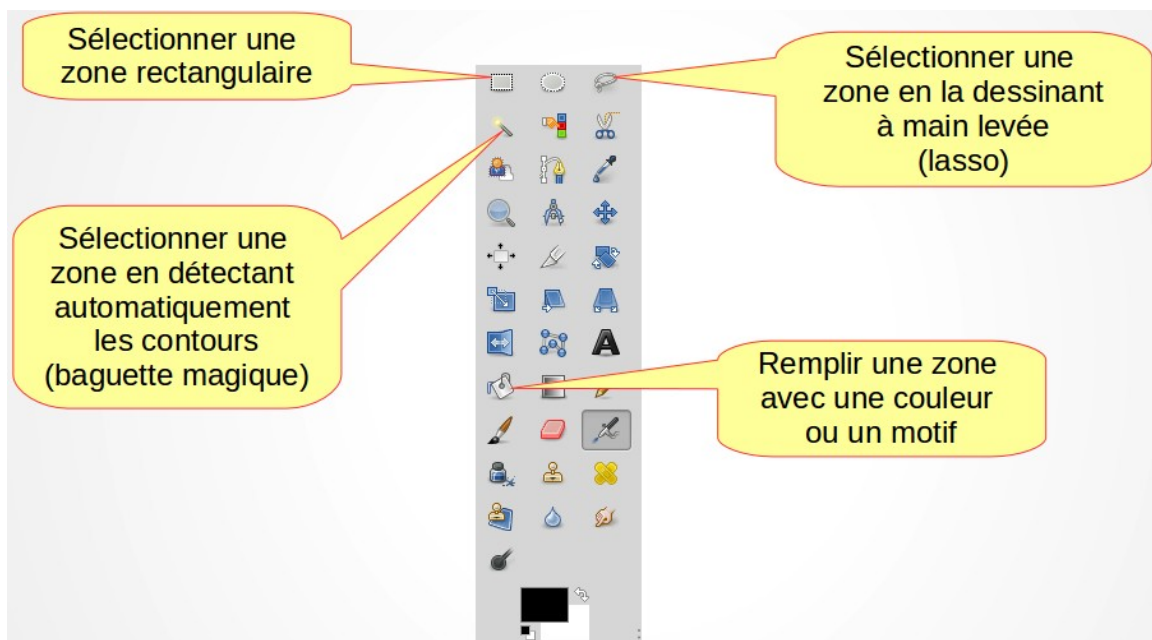 Sélectionner une
zone rectangulaire
Sélectionner une
zone en la dessinant
à main levée
(lasso)
Sélectionner une
zone en détectant
automatiquement
les contours
(baguette magique)
Remplir une zone
avec une couleur
ou un motif